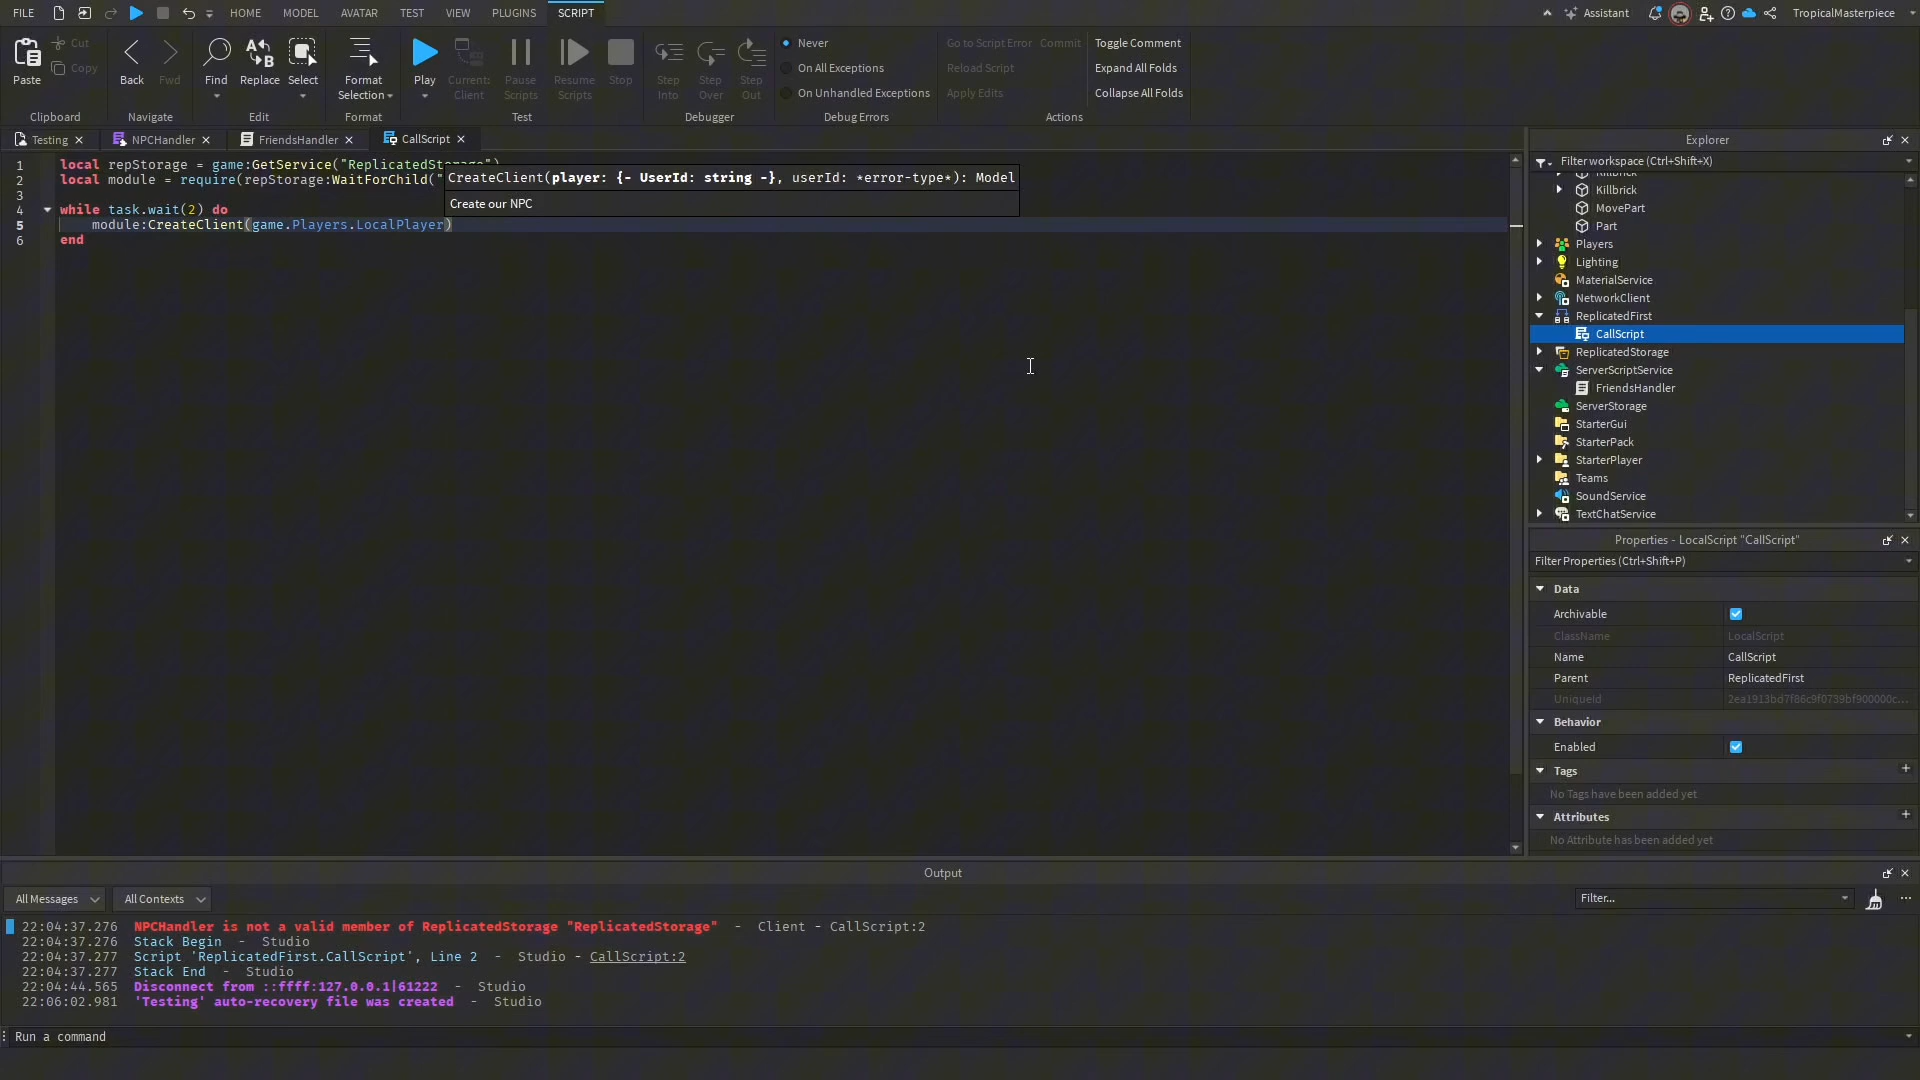 FILE HOME MODEL AVATAR TEST VIEW PLUGINS SCRIPT Assistant TropicalMasterpiece
Paste Cut Copy Back Fwd Find Replace Select Format Selection Play Current: Client Pause Scripts Resume Scripts Stop Step Into Step Over Step Out
Never
On All Exceptions
On Unhandled Exceptions
Go to Script Error Commit
Reload Script
Apply Edits
Toggle Comment
Expand All Folds
Collapse All Folds
Clipboard Navigate Edit Format Test Debugger Debug Errors Actions
Testing NPCHandler FriendsHandler CallScript
1 local repStorage = game:GetService("ReplicatedStorage")
2 local module = require(repStorage:WaitForChild("
3
4 while task.wait(2) do
5 module:CreateClient(game.Players.LocalPlayer)
6 end
CreateClient(player: {- UserId: string -}, userId: *error-type*): Model
Create our NPC
Explorer
Filter workspace (Ctrl+Shift+X)
Killbrick
Killbrick
MovePart
Part
Players
Lighting
MaterialService
NetworkClient
ReplicatedFirst
CallScript
ReplicatedStorage
ServerScriptService
FriendsHandler
ServerStorage
StarterGui
StarterPack
StarterPlayer
Teams
SoundService
TextChatService
Properties - LocalScript "CallScript"
Filter Properties (Ctrl+Shift+P)
Data
Archivable
ClassName LocalScript
Name CallScript
Parent ReplicatedFirst
UniqueId 2ea1913bd7f86c9f0739bf900000c...
Behavior
Enabled
Tags +
No Tags have been added yet
Attributes +
No Attribute has been added yet
Output
All Messages All Contexts Filter...
22:04:37.276 NPCHandler is not a valid member of ReplicatedStorage "ReplicatedStorage" - Client - CallScript:2
22:04:37.276 Stack Begin - Studio
22:04:37.277 Script 'ReplicatedFirst.CallScript', Line 2 - Studio - CallScript:2
22:04:37.277 Stack End - Studio
22:04:44.565 Disconnect from ::ffff:127.0.0.1|61222 - Studio
22:06:02.981 'Testing' auto-recovery file was created - Studio
Run a command